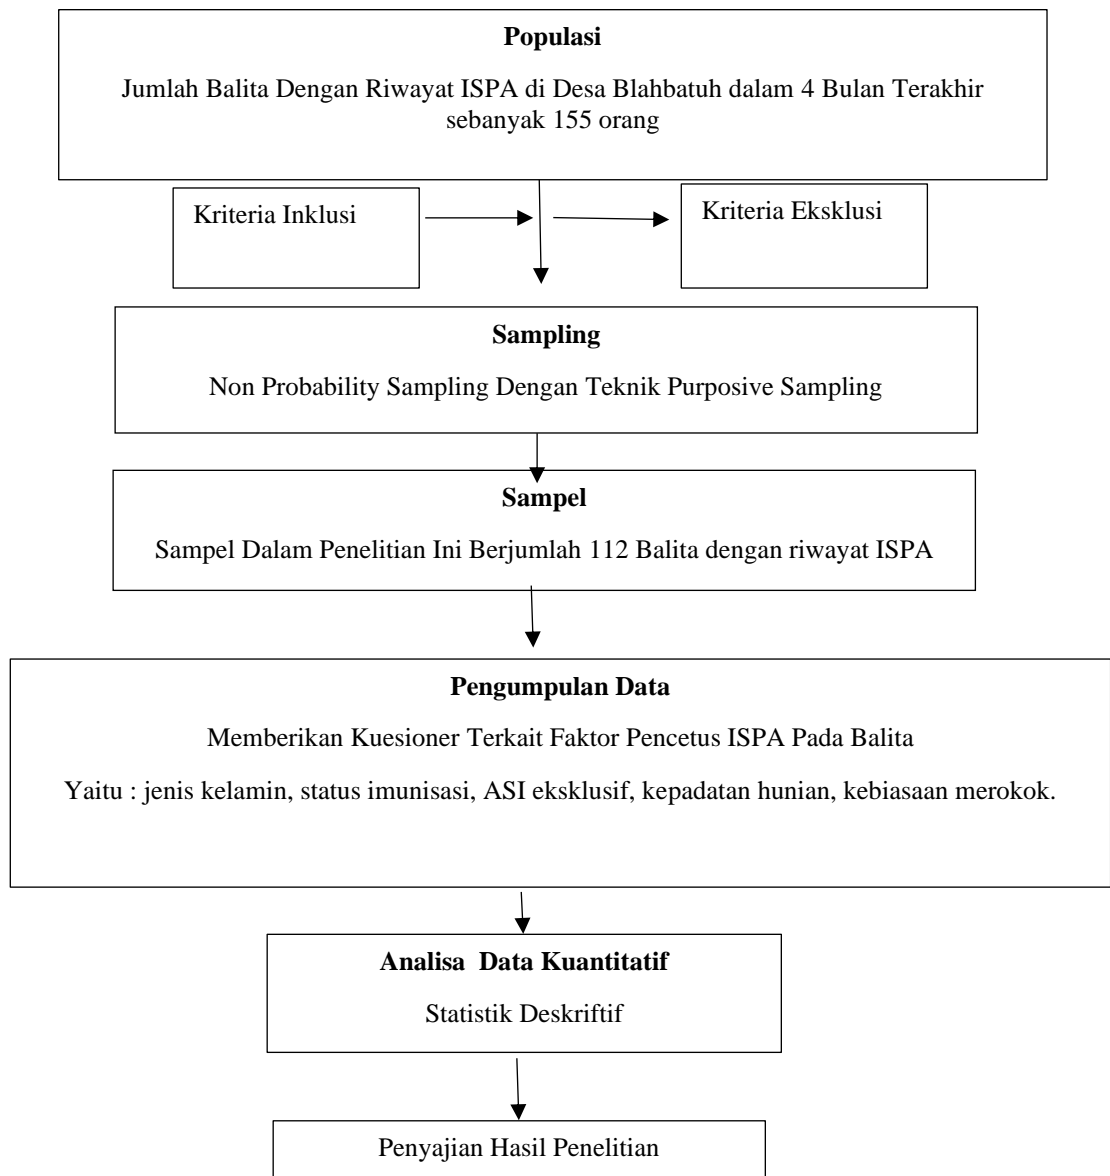 Populasi
Jumlah Balita Dengan Riwayat ISPA di Desa Blahbatuh dalam 4 Bulan Terakhir
sebanyak 155 orang
Kriteria Inklusi
Kriteria Eksklusi
Sampling
Non Probability Sampling Dengan Teknik Purposive Sampling
Sampel
Sampel Dalam Penelitian Ini Berjumlah 112 Balita dengan riwayat ISPA
Pengumpulan Data
Memberikan Kuesioner Terkait Faktor Pencetus ISPA Pada Balita
Yaitu : jenis kelamin, status imunisasi, ASI eksklusif, kepadatan hunian, kebiasaan merokok.
Analisa Data Kuantitatif
Statistik Deskriftif
Penyajian Hasil Penelitian